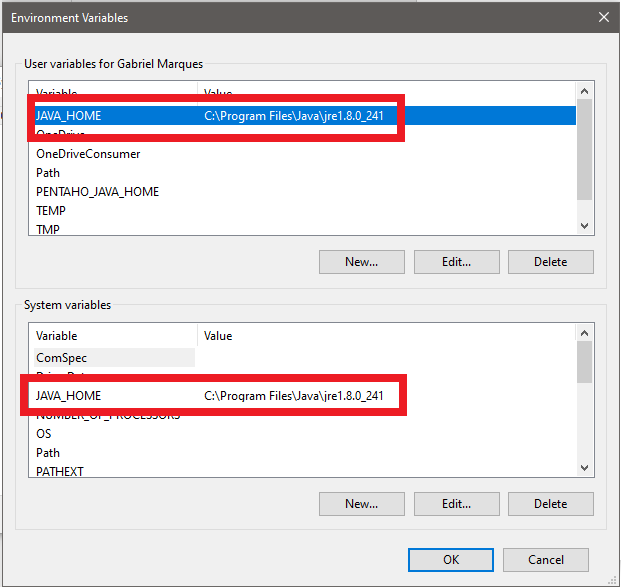 Environment Variables
User variables for Gabriel Marques
Variable Value
JAVA_HOME C:\Program Files\Java\jre1.8.0_241
OneDrive
OneDriveConsumer
Path
PENTAHO_JAVA_HOME
TEMP
TMP
New... Edit... Delete
System variables
Variable Value
ComSpec
JAVA_HOME C:\Program Files\Java\jre1.8.0_241
NUMBER_OF_PROCESSORS
OS
Path
PATHEXT
New... Edit... Delete
OK Cancel